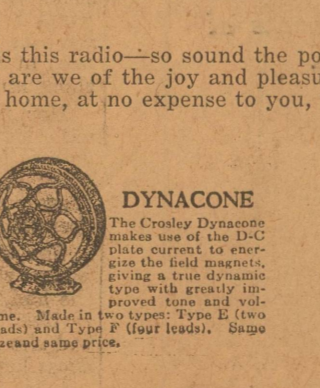 s this radio—so sound the po
are we of the joy and pleasu
home, at no expense to you,
DYNACONE
The Crosley Dynacone
makes use of the D-C
plate current to ener-
gize the field magnets,
giving a true dynamic
type with greatly im-
proved tone and vol-
me. Made in two types: Type E (two
ads) and Type F (four leads). Same
zeand same price.